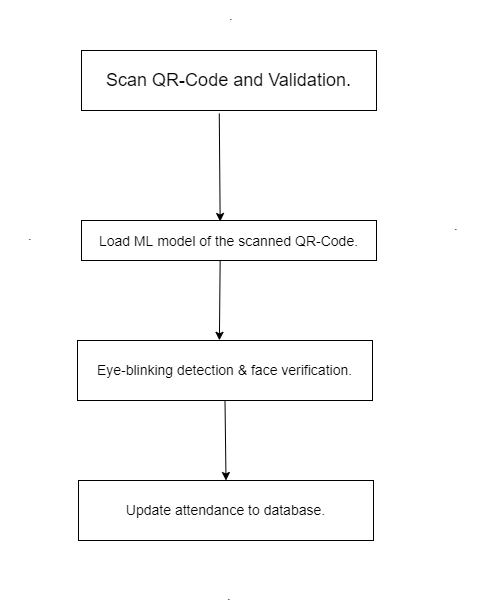 Scan QR-Code and Validation.
Load ML model of the scanned QR-Code.
Eye-blinking detection & face verification.
Update attendance to database.